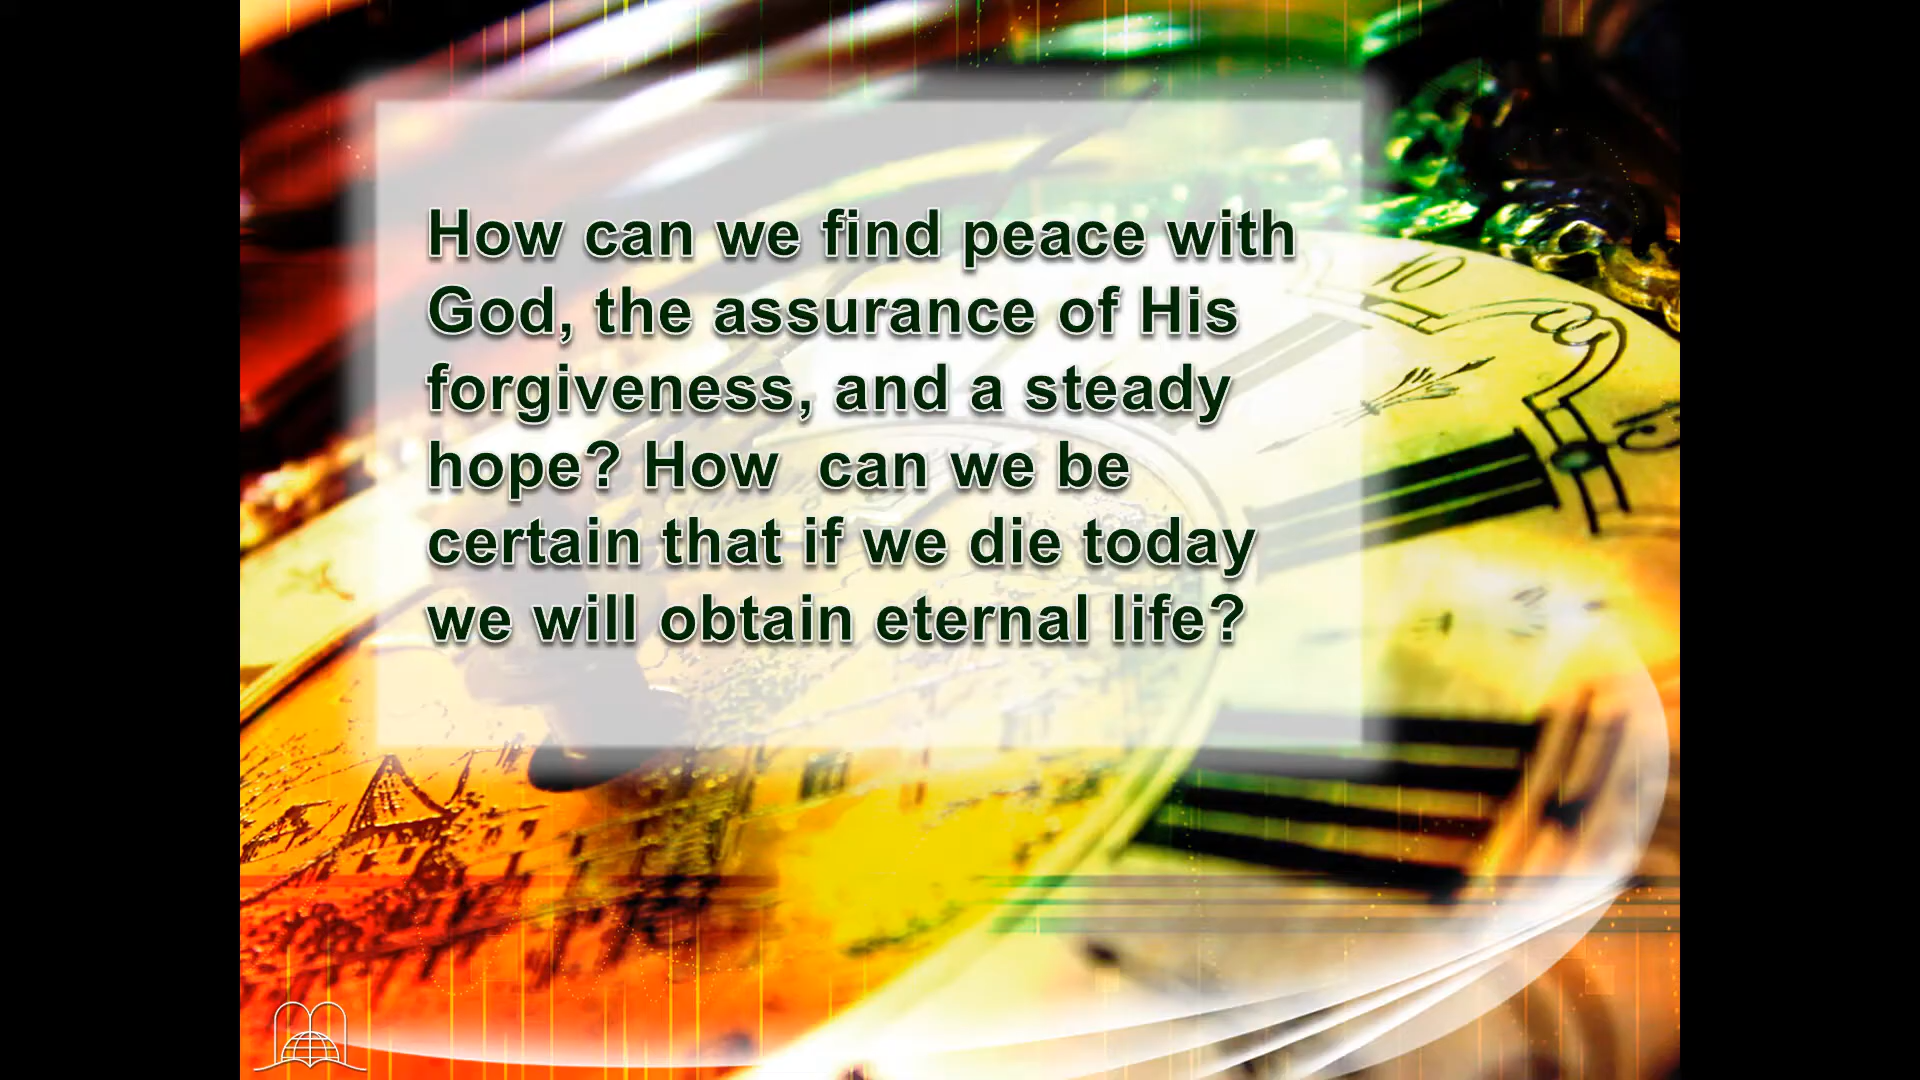 How can we find peace with
God, the assurance of His
forgiveness, and a steady
hope? How  can we be
certain that if we die today
we will obtain eternal life?
10